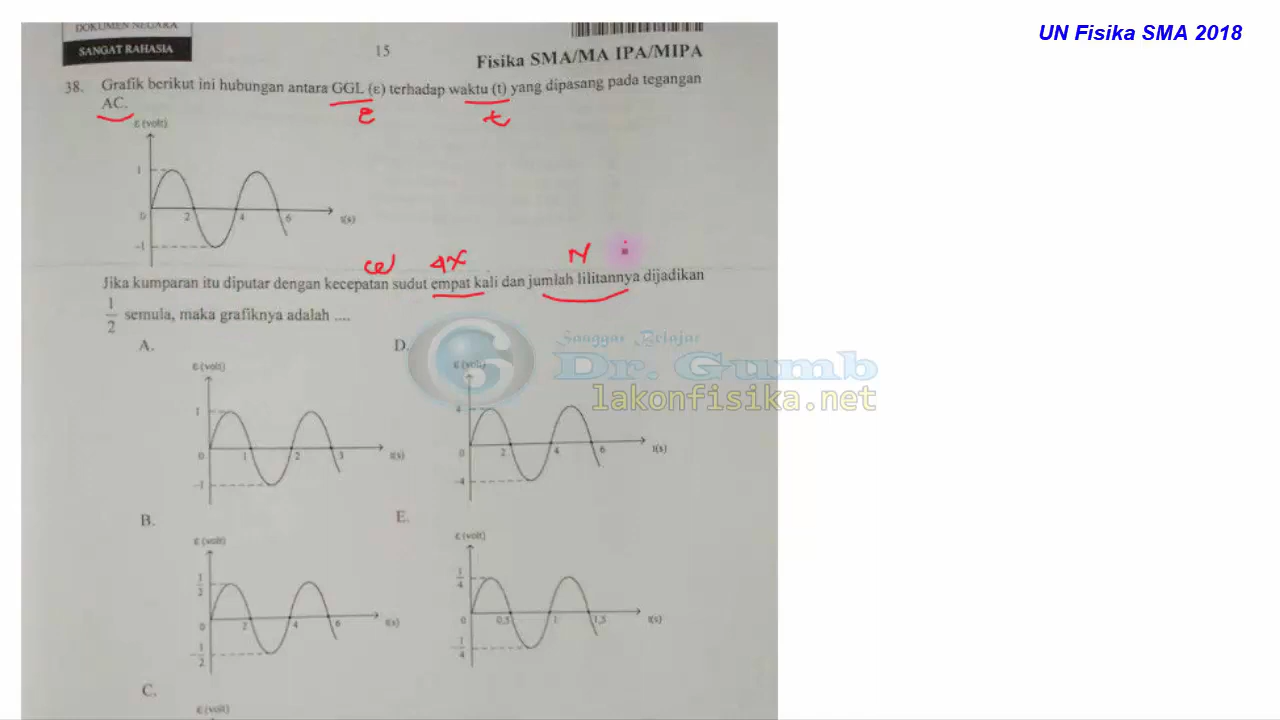 UN Fisika SMA 2018
DOKUMEN NEGARA
SANGAT RAHASIA
15
Fisika SMA/MA IPA/MIPA
38. Grafik berikut ini hubungan antara GGL (ε) terhadap waktu (t) yang dipasang pada tegangan
AC.
ε t
ε (volt)
1
0 2 4 6 t(s)
-1
ω 4x N
Jika kumparan itu diputar dengan kecepatan sudut empat kali dan jumlah lilitannya dijadikan
1/2 semula, maka grafiknya adalah ....
Sanggar Belajar
Dr. Gumb
lakonfisika.net
A.
ε (volt)
1
0 1 2 3 t(s)
-1
D.
ε (volt)
4
0 2 4 6 t(s)
-4
B.
ε (volt)
1/2
0 2 4 6 t(s)
-1/2
E.
ε (volt)
1/4
0 0,5 1 1,5 t(s)
-1/4
C.
ε (volt)